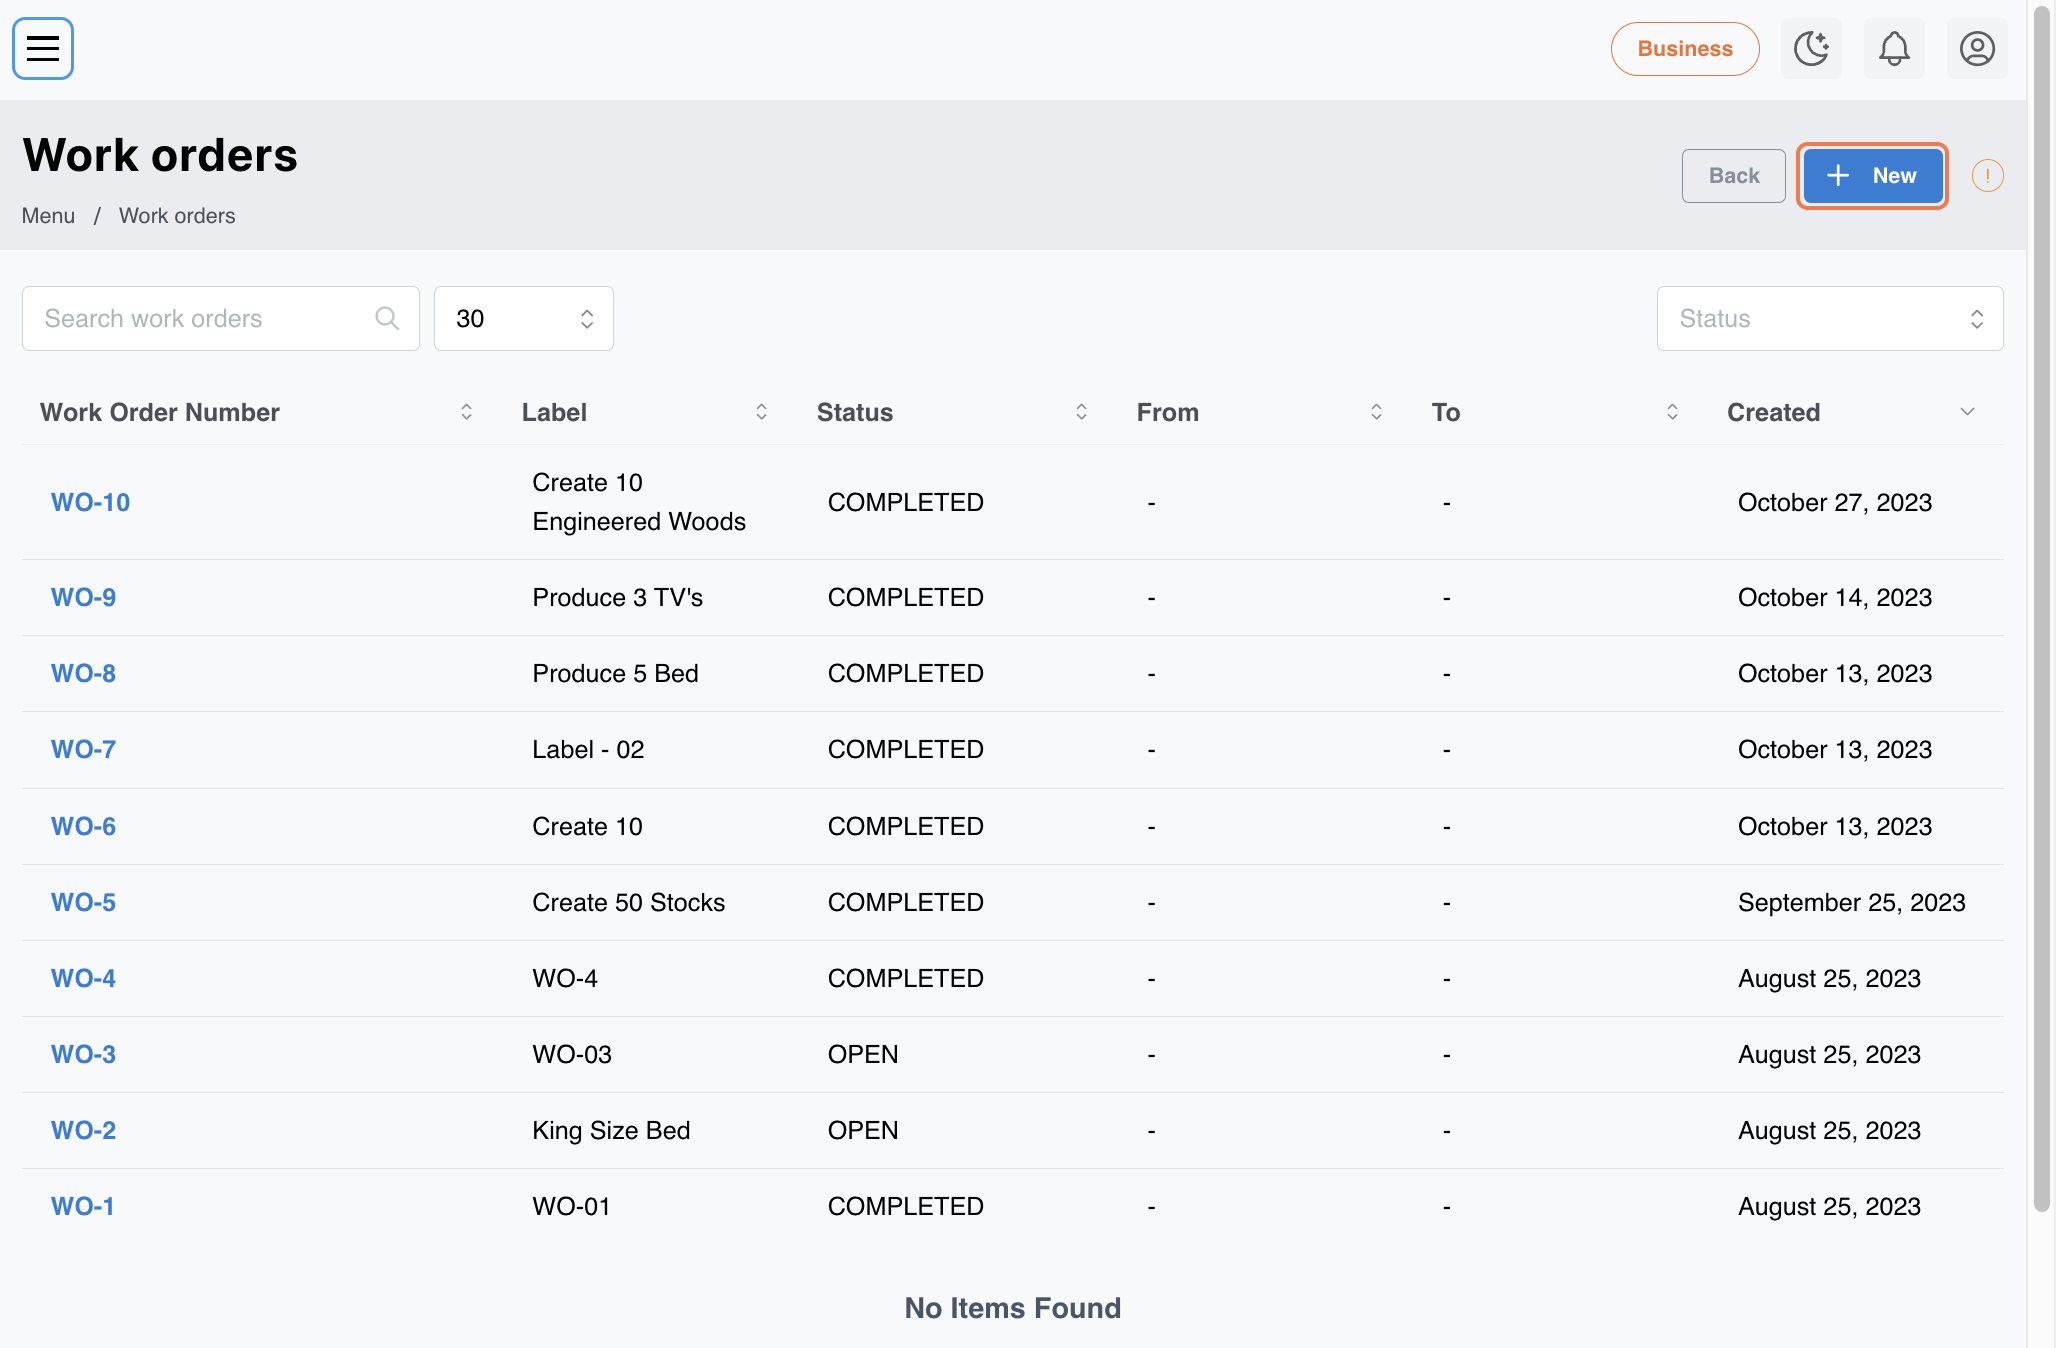 Business
Work orders
Menu / Work orders
Back
New
!
Search work orders
30
Status
Work Order Number Label Status From To Created
WO-10 Create 10 Engineered Woods COMPLETED - - October 27, 2023
WO-9 Produce 3 TV's COMPLETED - - October 14, 2023
WO-8 Produce 5 Bed COMPLETED - - October 13, 2023
WO-7 Label - 02 COMPLETED - - October 13, 2023
WO-6 Create 10 COMPLETED - - October 13, 2023
WO-5 Create 50 Stocks COMPLETED - - September 25, 2023
WO-4 WO-4 COMPLETED - - August 25, 2023
WO-3 WO-03 OPEN - - August 25, 2023
WO-2 King Size Bed OPEN - - August 25, 2023
WO-1 WO-01 COMPLETED - - August 25, 2023
No Items Found